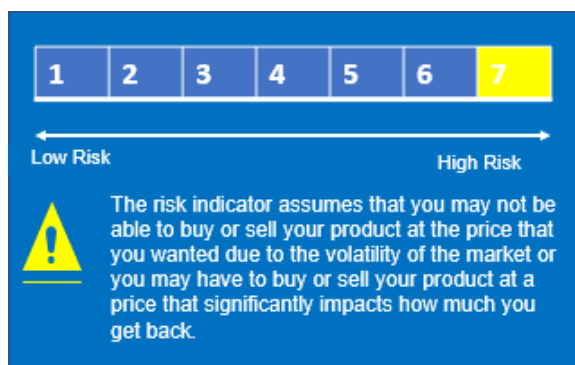 1 2 3 4 5 6 7
Low Risk High Risk
The risk indicator assumes that you may not be
able to buy or sell your product at the price that
you wanted due to the volatility of the market or
you may have to buy or sell your product at a
price that significantly impacts how much you
get back.